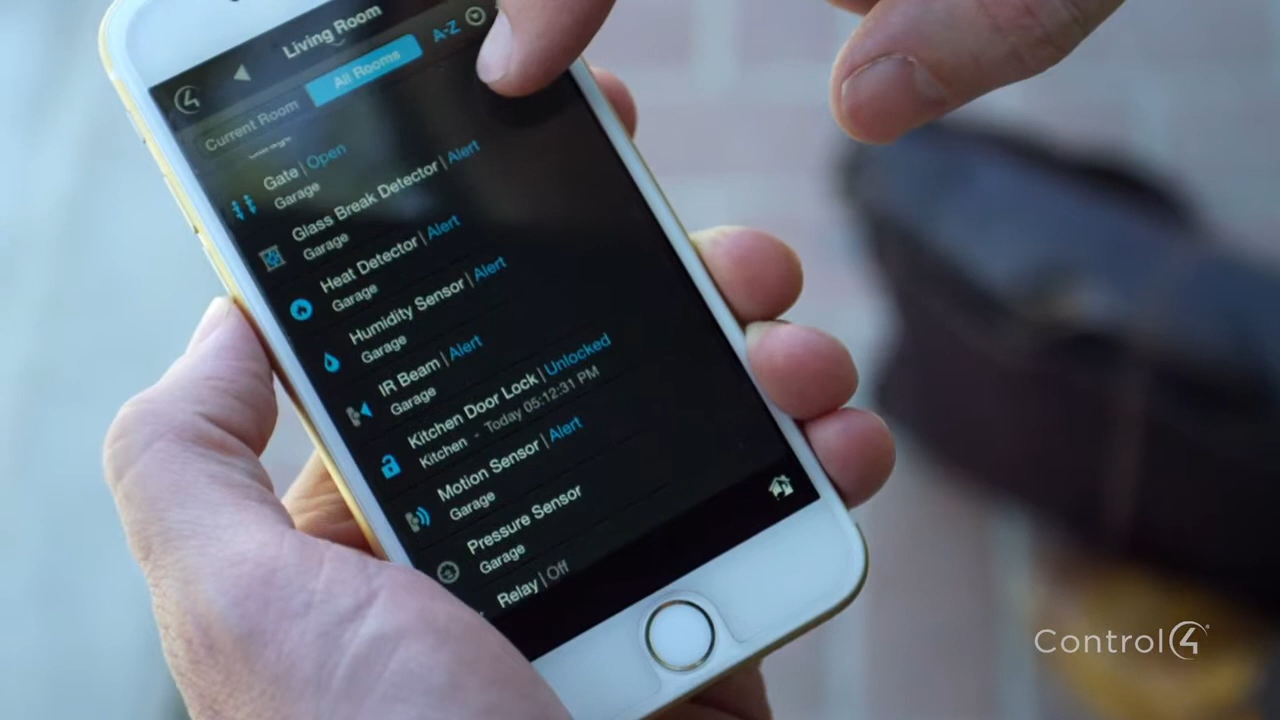 Living Room
Current Room
All Rooms
A-Z
Gate | Open
Garage
Glass Break Detector | Alert
Garage
Heat Detector | Alert
Garage
Humidity Sensor | Alert
Garage
IR Beam | Alert
Garage
Kitchen Door Lock | Unlocked
Kitchen - Today 05:12:31 PM
Motion Sensor | Alert
Garage
Pressure Sensor
Garage
Relay | Off
Control4